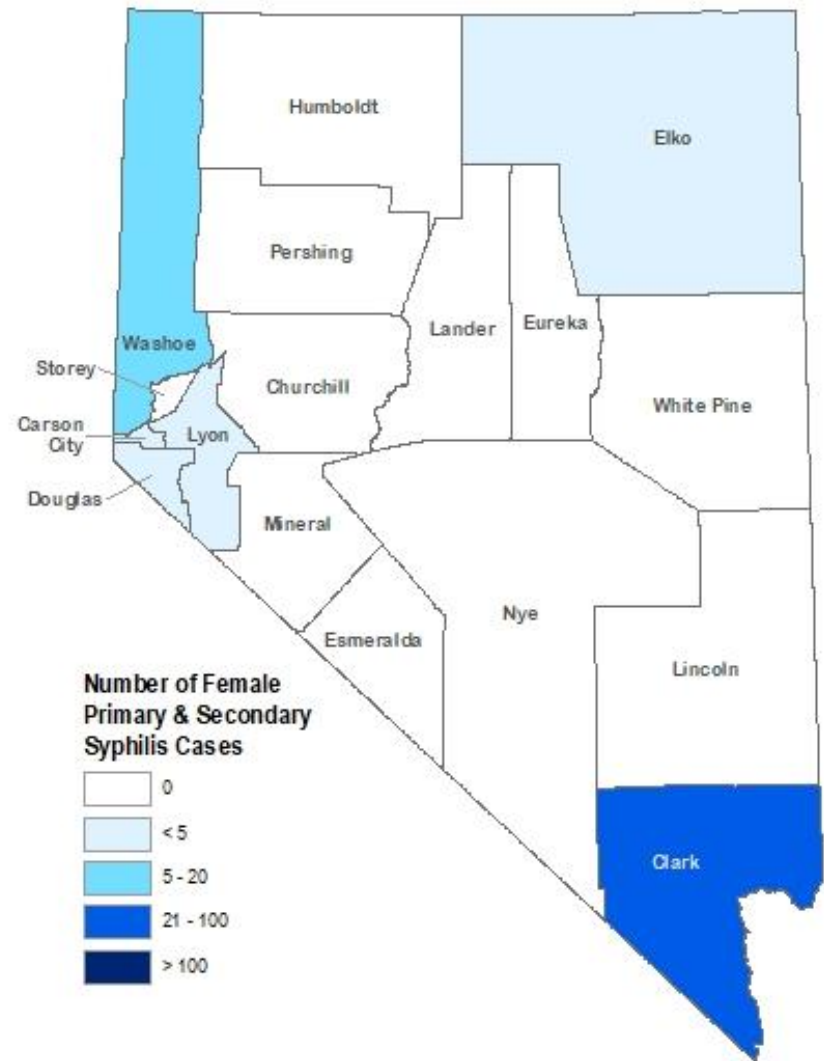 Humboldt
Elko
Pershing
Lander
Eureka
Washoe
Storey
Churchill
White Pine
Carson
City
Lyon
Douglas
Mineral
Nye
Esmeralda
Lincoln
Number of Female
Primary & Secondary
Syphilis Cases
0
< 5
5 - 20
21 - 100
> 100
Clark